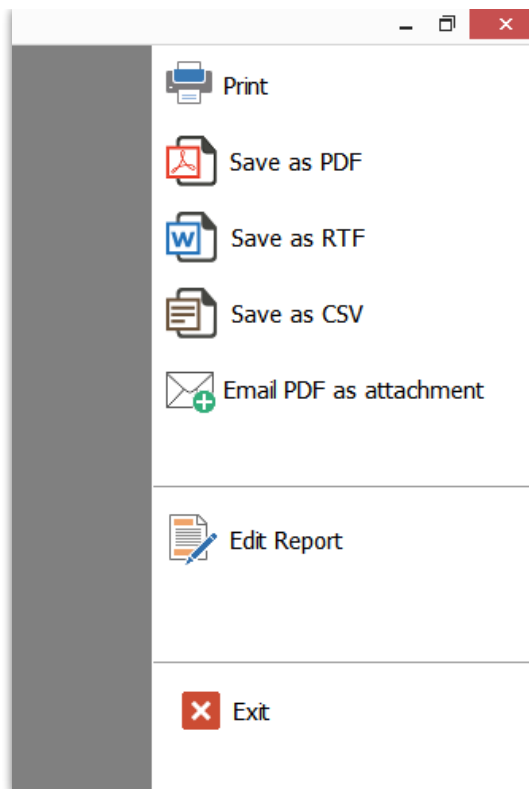 Print
Save as PDF
W
Save as RTF
Save as CSV
Email PDF as attachment
Edit Report
Exit